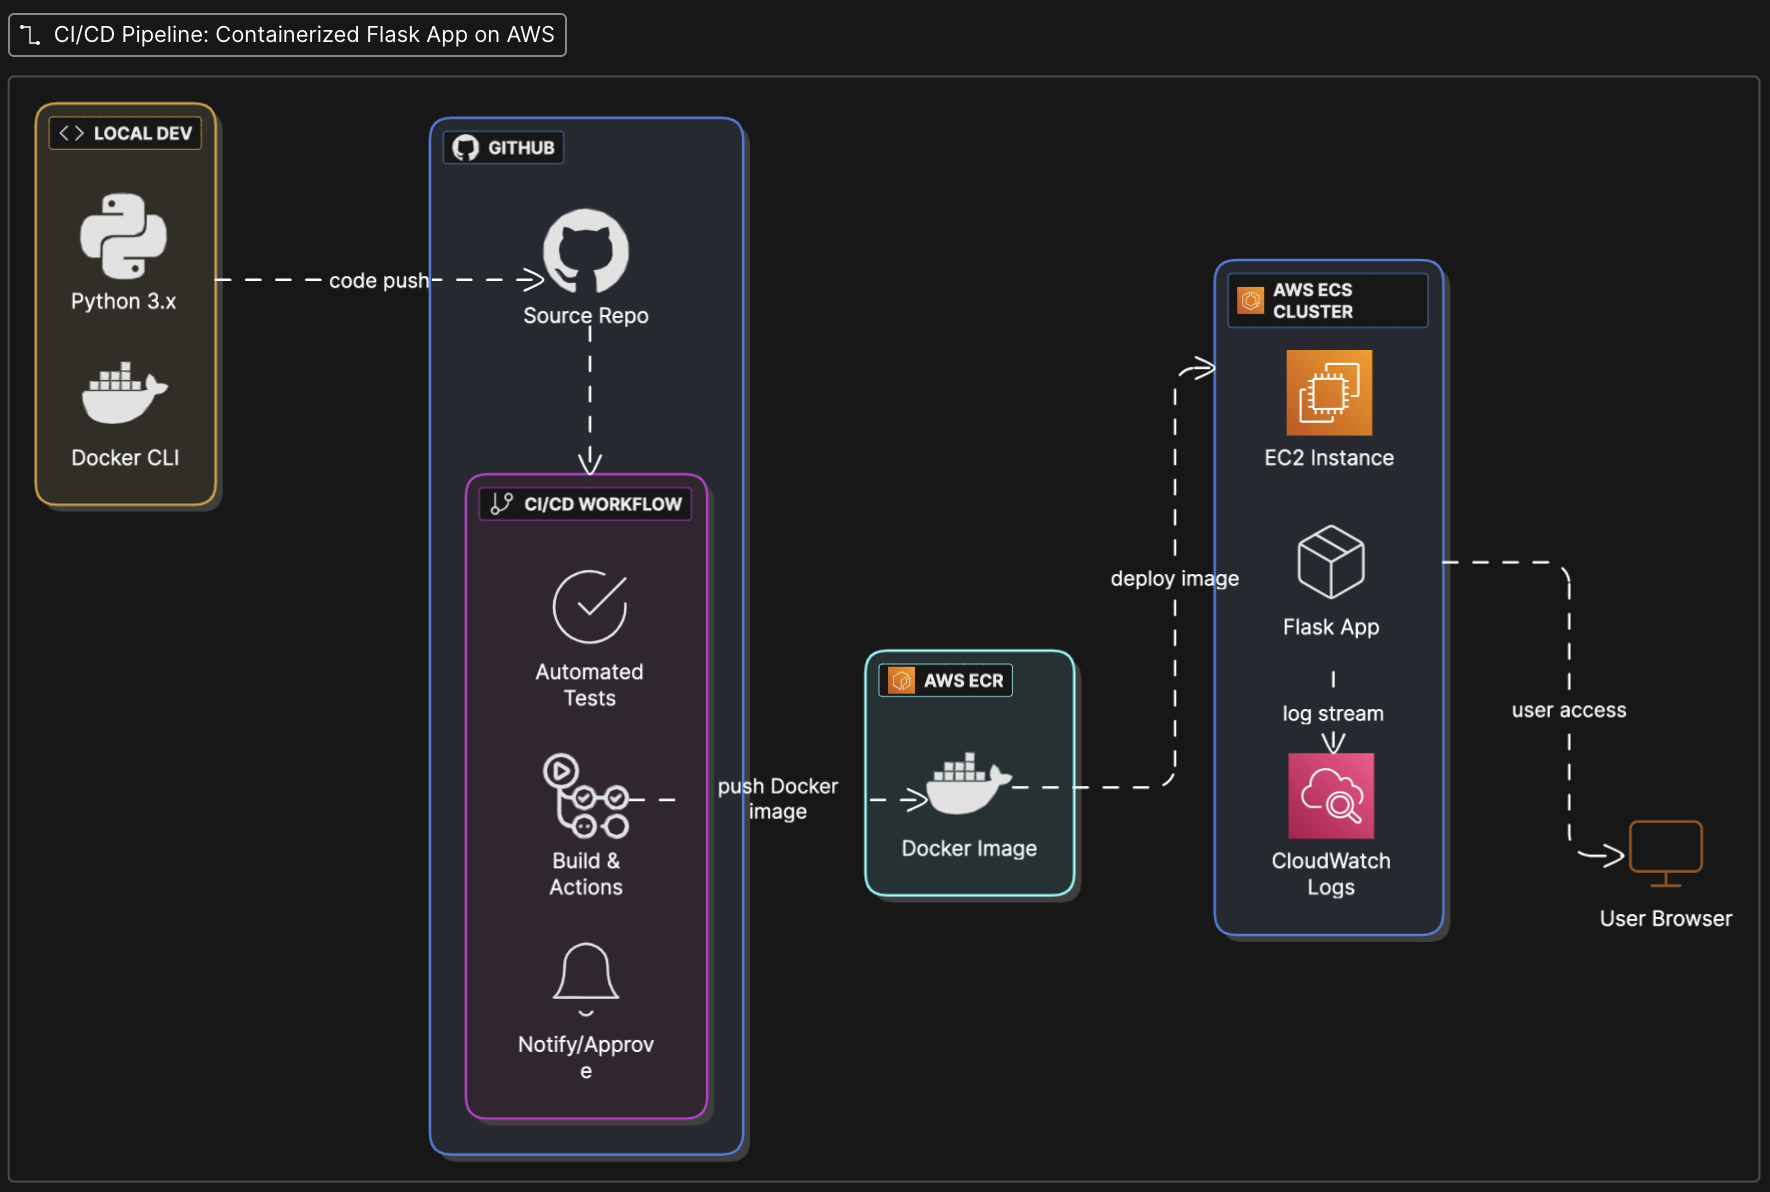 CI/CD Pipeline: Containerized Flask App on AWS
LOCAL DEV
Python 3.x
Docker CLI
code push
GITHUB
Source Repo
CI/CD WORKFLOW
Automated
Tests
Build &
Actions
Notify/Approv
e
push Docker
image
AWS ECR
Docker Image
deploy image
AWS ECS
CLUSTER
EC2 Instance
Flask App
log stream
CloudWatch
Logs
user access
User Browser